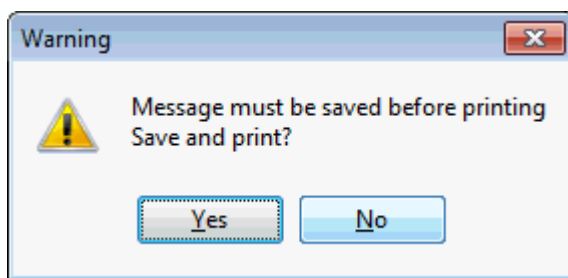 Warning
Message must be saved before printing
Save and print?
Yes
No